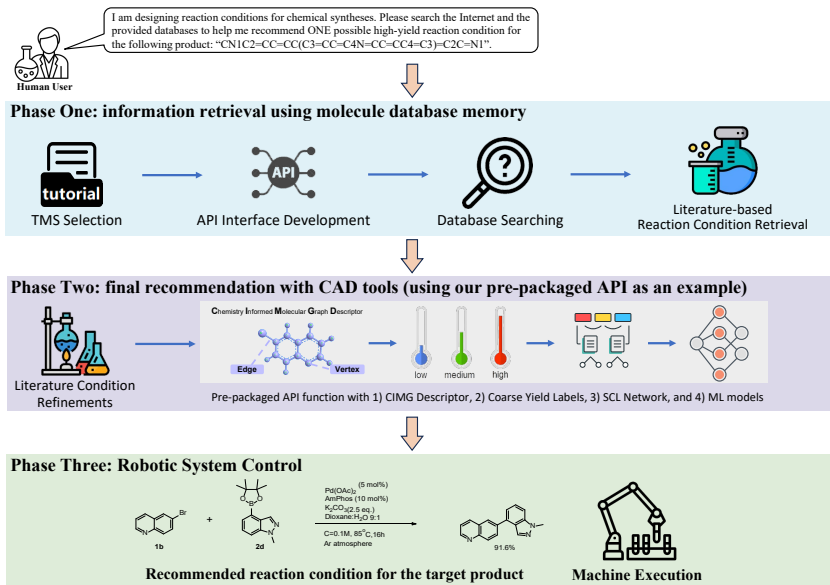 I am designing reaction conditions for chemical syntheses. Please search the Internet and the
provided databases to help me recommend ONE possible high-yield reaction condition for
the following product: “CN1C2=CC=CC(C3=CC=C4N=CC=CC4=C3)=C2C=N1”.
Human User
Phase One: information retrieval using molecule database memory
tutorial
API
?
TMS Selection
API Interface Development
Database Searching
Literature-based
Reaction Condition Retrieval
Phase Two: final recommendation with CAD tools (using our pre-packaged API as an example)
Chemistry Informed Molecular Graph Descriptor
Edge
Vertex
low
medium
high
Literature Condition
Refinements
Pre-packaged API function with 1) CIMG Descriptor, 2) Coarse Yield Labels, 3) SCL Network, and 4) ML models
Phase Three: Robotic System Control
N
Br
1b
+
O
O
B
N
N
2d
Pd(OAc)2 (5 mol%)
AmPhos (10 mol%)
K2CO3(2.5 eq.)
Dioxane:H2O 9:1
C=0.1M, 85°C,16h
Ar atmosphere
N
N
N
91.6%
Recommended reaction condition for the target product
Machine Execution